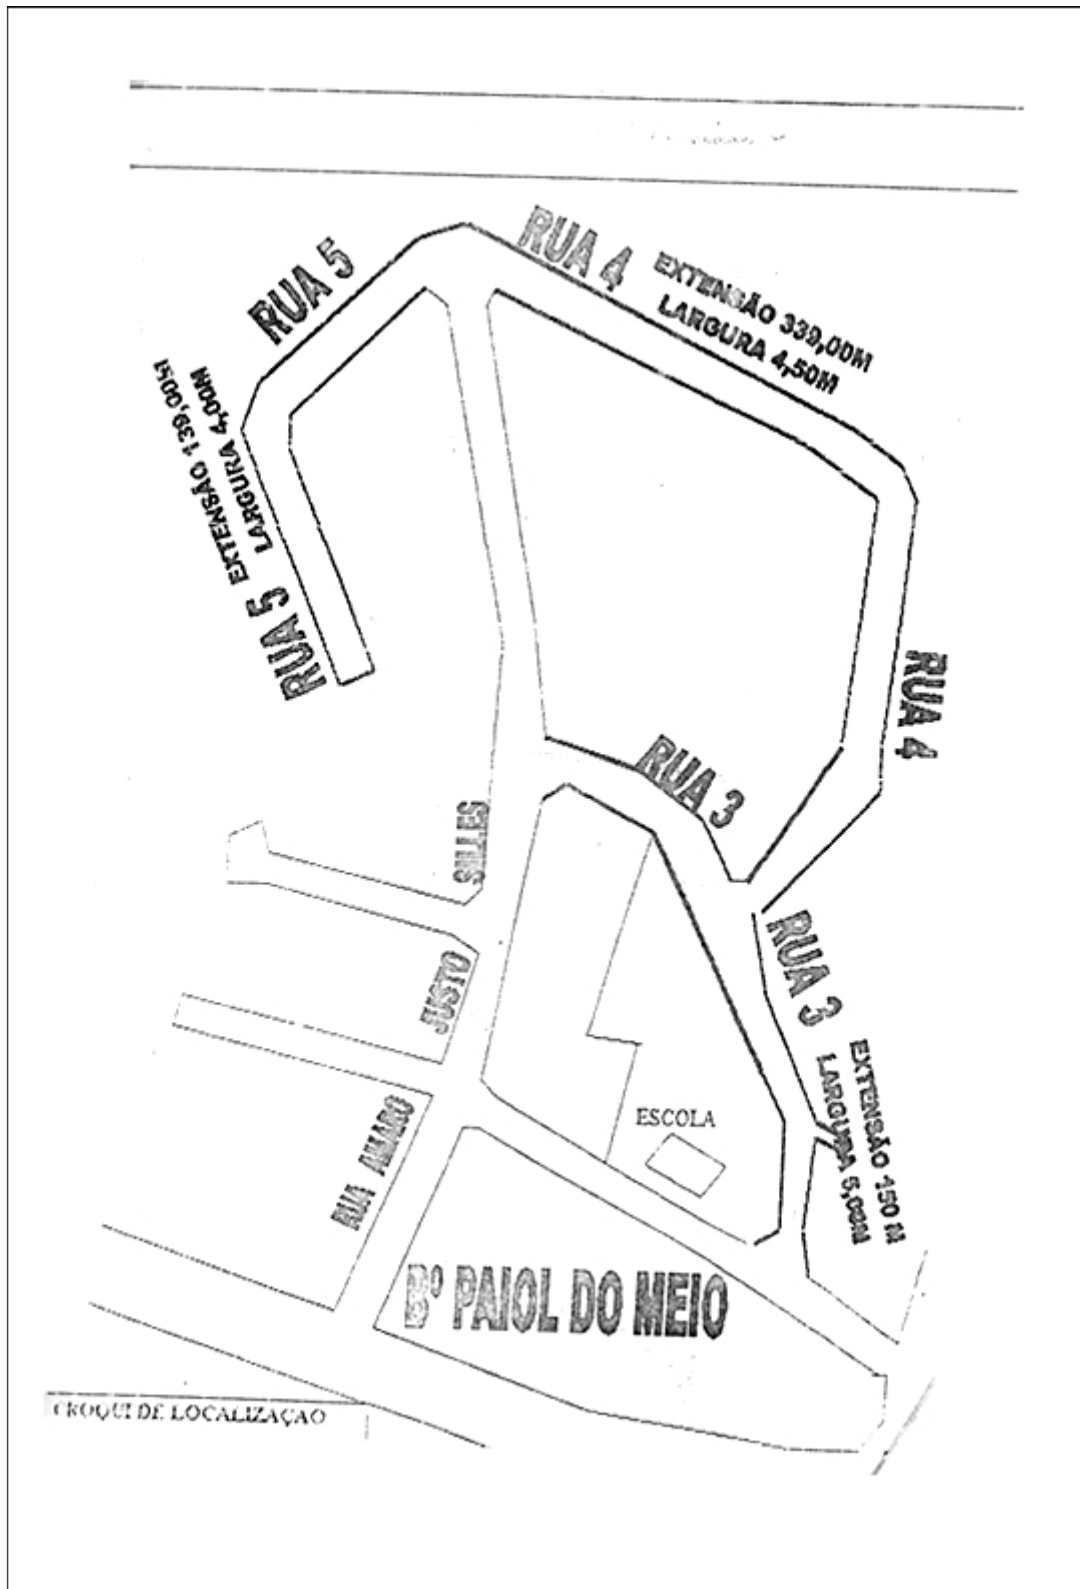 RUA 4
EXTENSÃO 339,00M
LARGURA 4,50M
RUA 5
EXTENSÃO 139,00M
LARGURA 4,00M
RUA 5
RUA 4
RUA 3
SILLES
RUA 3
JUSTO
EXTENSÃO 450 M
LARGURA 5,00M
RUA AMARO
ESCOLA
Bº PAIOL DO MEIO
CROQUI DE LOCALIZAÇÃO